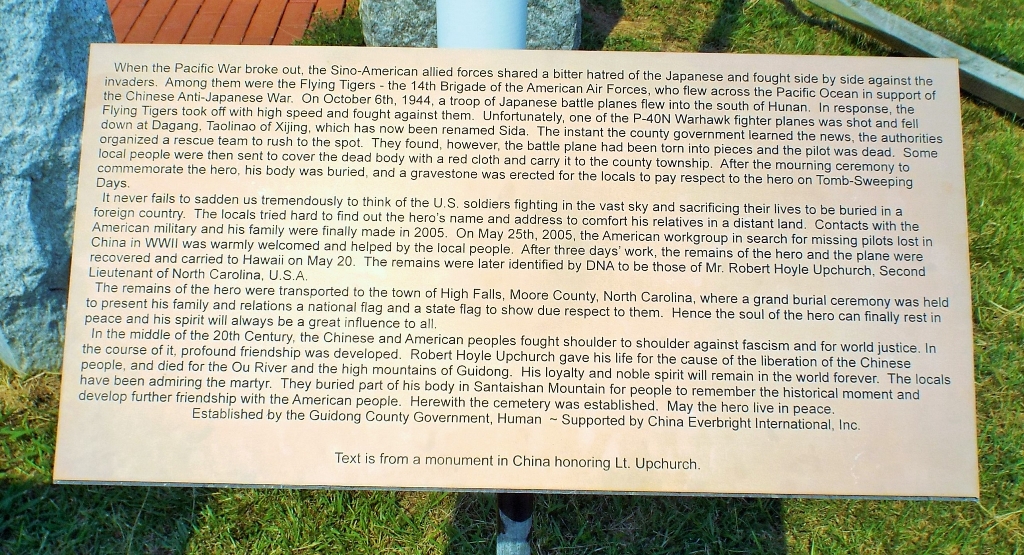 When the Pacific War broke out, the Sino-American allied forces shared a bitter hatred of the Japanese and fought side by side against the
invaders. Among them were the Flying Tigers - the 14th Brigade of the American Air Forces, who flew across the Pacific Ocean in support of
the Chinese Anti-Japanese War. On October 6th, 1944, a troop of Japanese battle planes flew into the south of Hunan. In response, the
Flying Tigers took off with high speed and fought against them. Unfortunately, one of the P-40N Warhawk fighter planes was shot and fell
down at Dagang, Taolinao of Xijing, which has now been renamed Sida. The instant the county government learned the news, the authorities
organized a rescue team to rush to the spot. They found, however, the battle plane had been torn into pieces and the pilot was dead. Some
local people were then sent to cover the dead body with a red cloth and carry it to the county township. After the mourning ceremony to
commemorate the hero, his body was buried, and a gravestone was erected for the locals to pay respect to the hero on Tomb-Sweeping
Days.
It never fails to sadden us tremendously to think of the U.S. soldiers fighting in the vast sky and sacrificing their lives to be buried in a
foreign country. The locals tried hard to find out the hero's name and address to comfort his relatives in a distant land. Contacts with the
American military and his family were finally made in 2005. On May 25th, 2005, the American workgroup in search for missing pilots lost in
China in WWII was warmly welcomed and helped by the local people. After three days' work, the remains of the hero and the plane were
recovered and carried to Hawaii on May 20. The remains were later identified by DNA to be those of Mr. Robert Hoyle Upchurch, Second
Lieutenant of North Carolina, U.S.A.
The remains of the hero were transported to the town of High Falls, Moore County, North Carolina, where a grand burial ceremony was held
to present his family and relations a national flag and a state flag to show due respect to them. Hence the soul of the hero can finally rest in
peace and his spirit will always be a great influence to all.
In the middle of the 20th Century, the Chinese and American peoples fought shoulder to shoulder against fascism and for world justice. In
the course of it, profound friendship was developed. Robert Hoyle Upchurch gave his life for the cause of the liberation of the Chinese
people, and died for the Ou River and the high mountains of Guidong. His loyalty and noble spirit will remain in the world forever. The locals
have been admiring the martyr. They buried part of his body in Santaishan Mountain for people to remember the historical moment and
develop further friendship with the American people. Herewith the cemetery was established. May the hero live in peace.
Established by the Guidong County Government, Human ~ Supported by China Everbright International, Inc.
Text is from a monument in China honoring Lt. Upchurch.